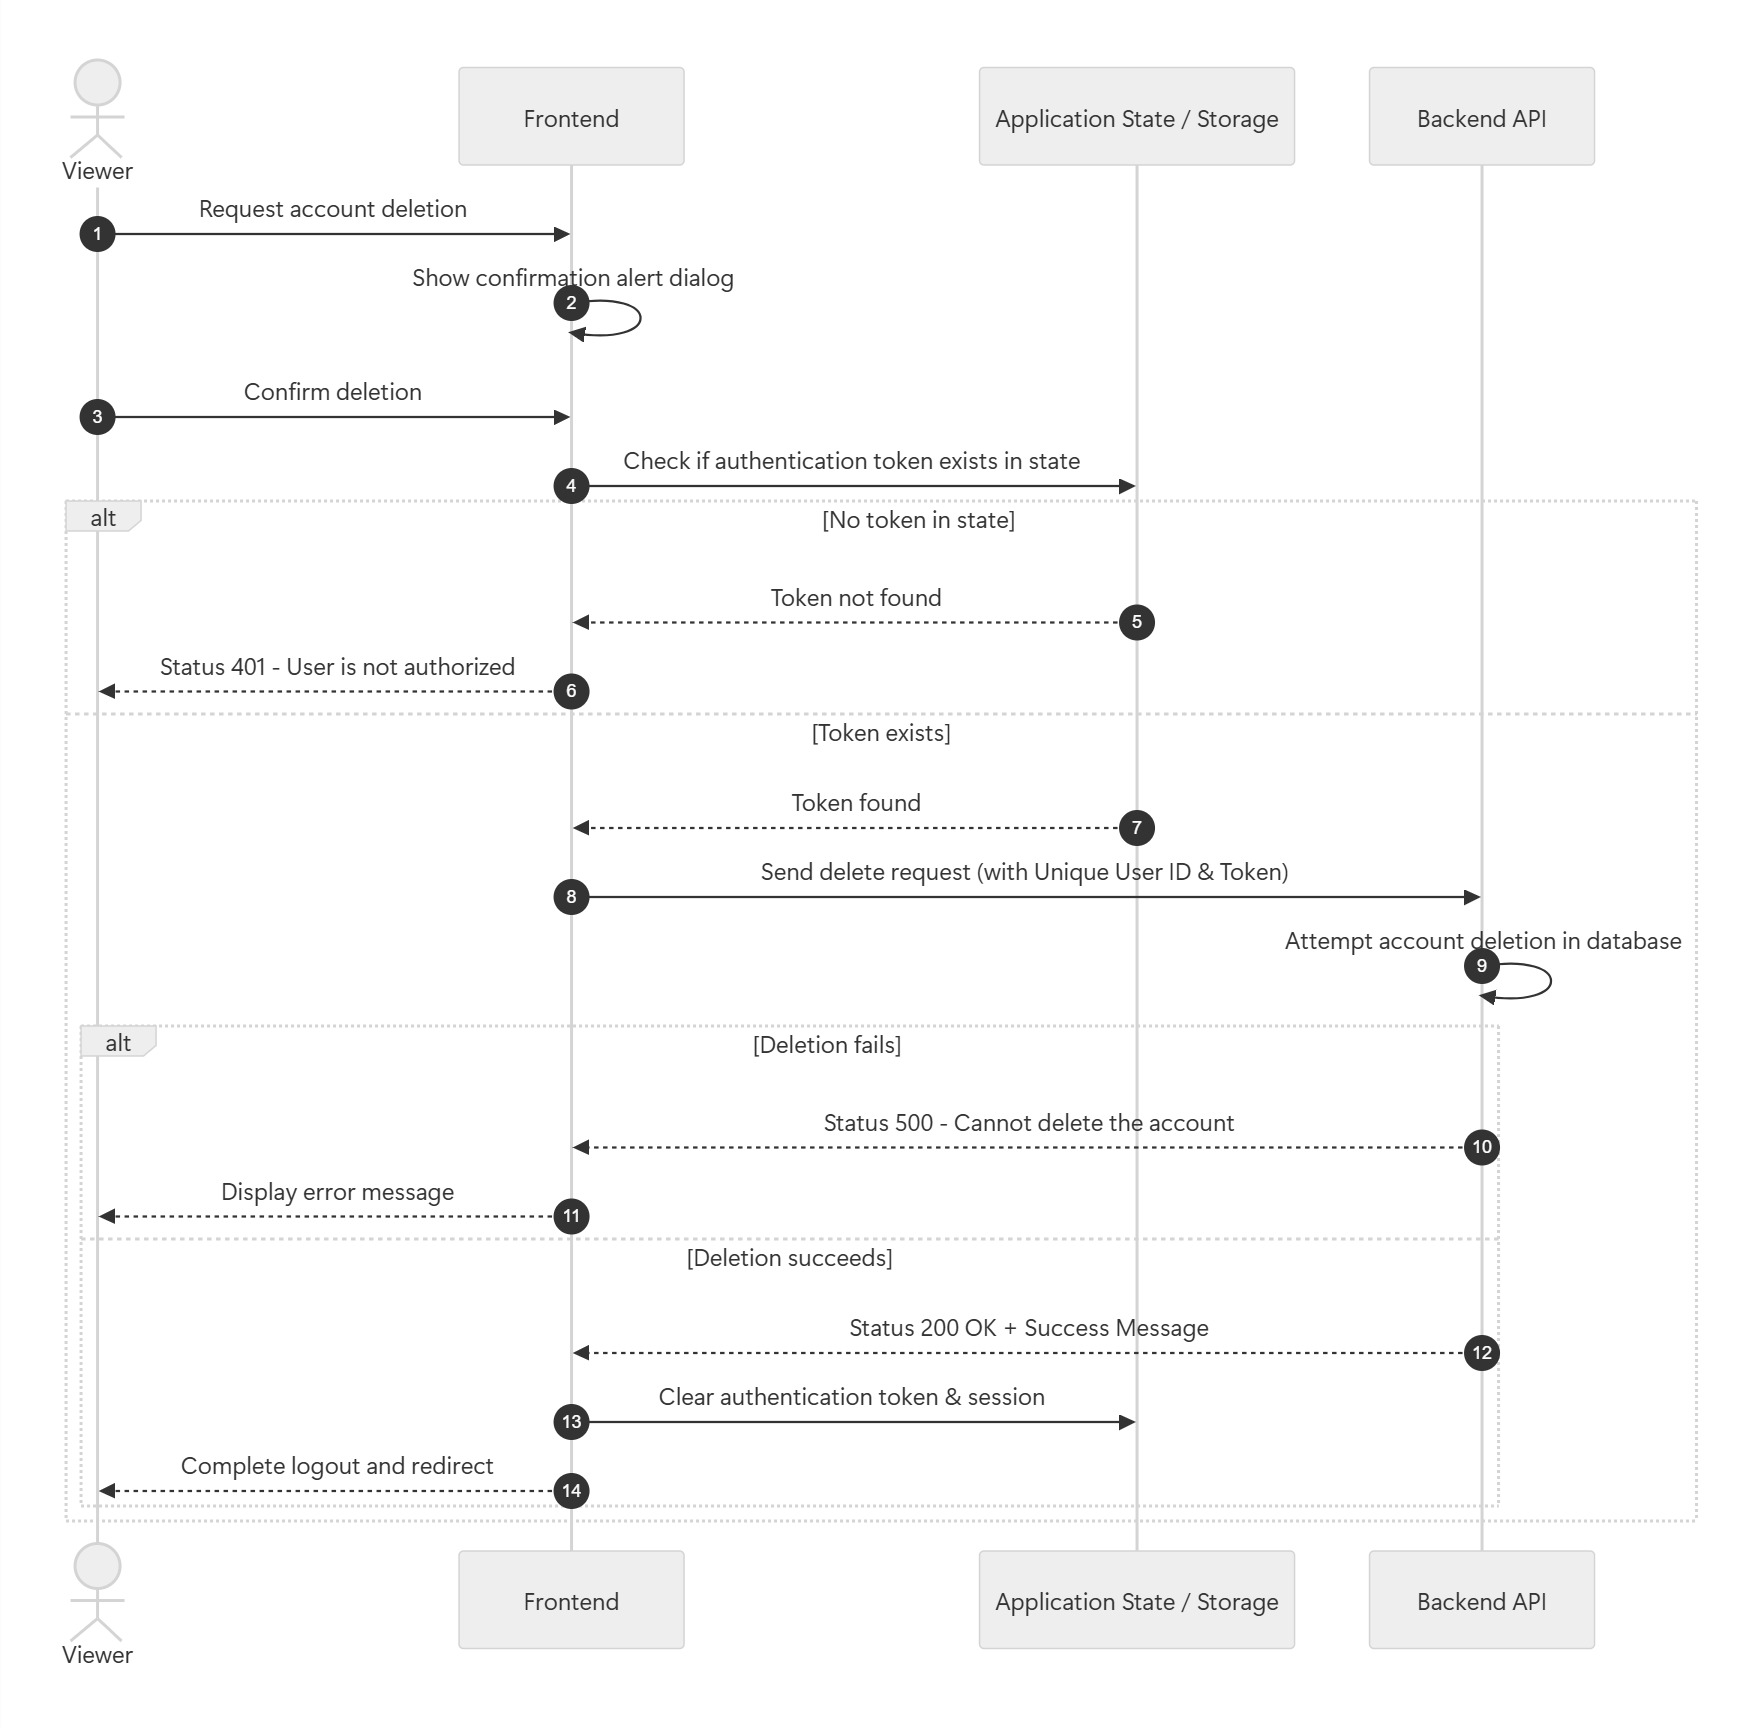 Viewer
Frontend
Application State / Storage
Backend API
Request account deletion
1
Show confirmation alert dialog
2
Confirm deletion
3
Check if authentication token exists in state
4
alt
[No token in state]
Token not found
5
Status 401 - User is not authorized
6
[Token exists]
Token found
7
Send delete request (with Unique User ID & Token)
8
Attempt account deletion in database
9
alt
[Deletion fails]
Status 500 - Cannot delete the account
10
Display error message
11
[Deletion succeeds]
Status 200 OK + Success Message
12
Clear authentication token & session
13
Complete logout and redirect
14
Viewer
Frontend
Application State / Storage
Backend API